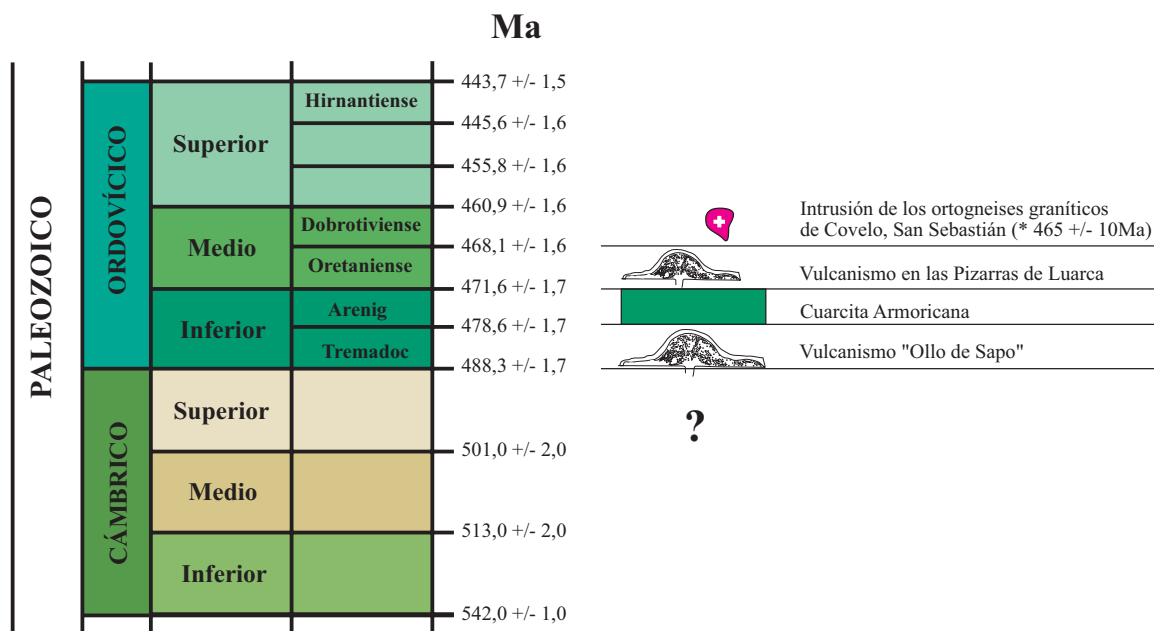 Ma
PALEOZOICO
ORDOVÍCICO
CÁMBRICO
Superior
Medio
Inferior
Superior
Medio
Inferior
Hirnantiense
Dobrotiviense
Oretaniense
Arenig
Tremadoc
443,7 +/- 1,5
445,6 +/- 1,6
455,8 +/- 1,6
460,9 +/- 1,6
468,1 +/- 1,6
471,6 +/- 1,7
478,6 +/- 1,7
488,3 +/- 1,7
501,0 +/- 2,0
513,0 +/- 2,0
542,0 +/- 1,0
Intrusión de los ortogneises graníticos
de Covelo, San Sebastián (* 465 +/- 10Ma)
Vulcanismo en las Pizarras de Luarca
Cuarcita Armoricana
Vulcanismo "Ollo de Sapo"
?